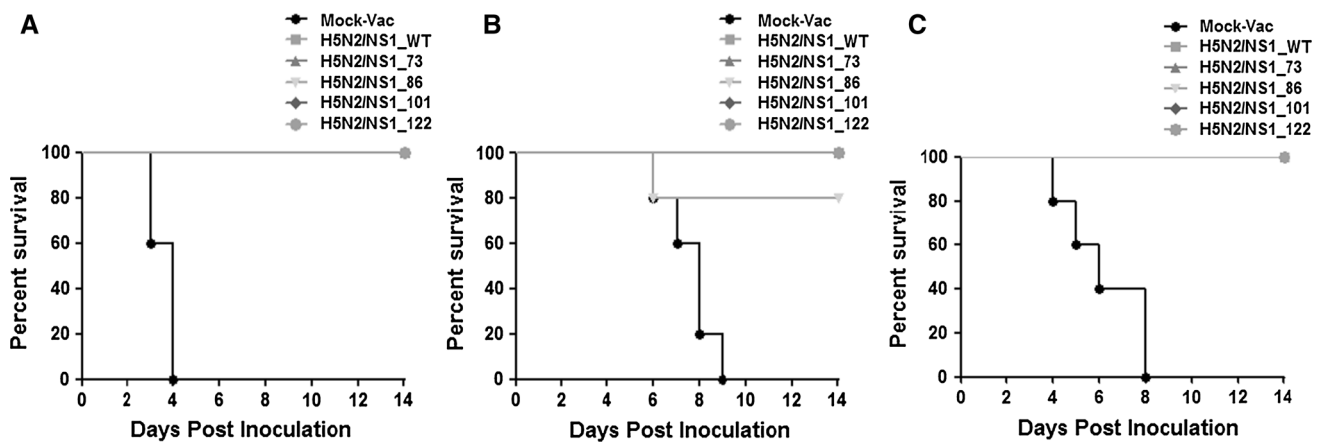 A
Mock-Vac
H5N2/NS1_WT
H5N2/NS1_73
H5N2/NS1_86
H5N2/NS1_101
H5N2/NS1_122
Percent survival
100
80
60
40
20
0
0 2 4 6 8 10 12 14
Days Post Inoculation
B
Mock-Vac
H5N2/NS1_WT
H5N2/NS1_73
H5N2/NS1_86
H5N2/NS1_101
H5N2/NS1_122
Percent survival
100
80
60
40
20
0
0 2 4 6 8 10 12 14
Days Post Inoculation
C
Mock-Vac
H5N2/NS1_WT
H5N2/NS1_73
H5N2/NS1_86
H5N2/NS1_101
H5N2/NS1_122
Percent survival
100
80
60
40
20
0
0 2 4 6 8 10 12 14
Days Post Inoculation